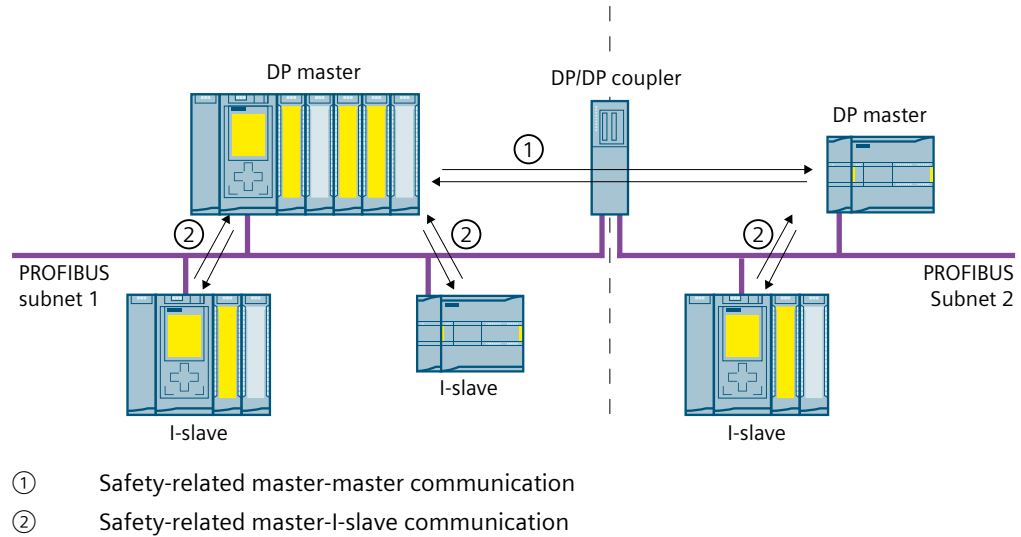 DP master
DP/DP coupler
DP master
①
②
②
②
PROFIBUS
subnet 1
PROFIBUS
Subnet 2
I-slave
I-slave
I-slave
① Safety-related master-master communication
② Safety-related master-I-slave communication